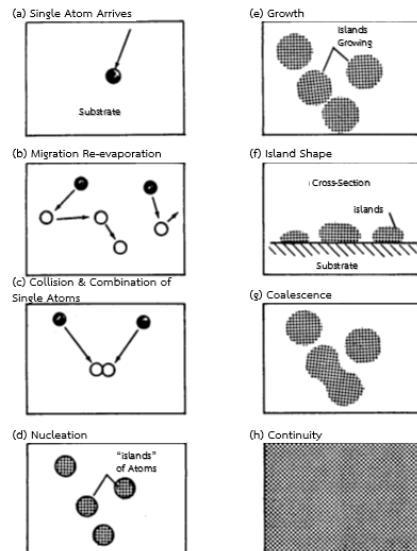 (a) Single Atom Arrives
Substrate
(b) Migration Re-evaporation
(c) Collision & Combination of
Single Atoms
(d) Nucleation
"islands"
of Atoms
(e) Growth
Islands
Growing
(f) Island Shape
Cross-Section
islands
Substrate
(g) Coalescence
(h) Continuity